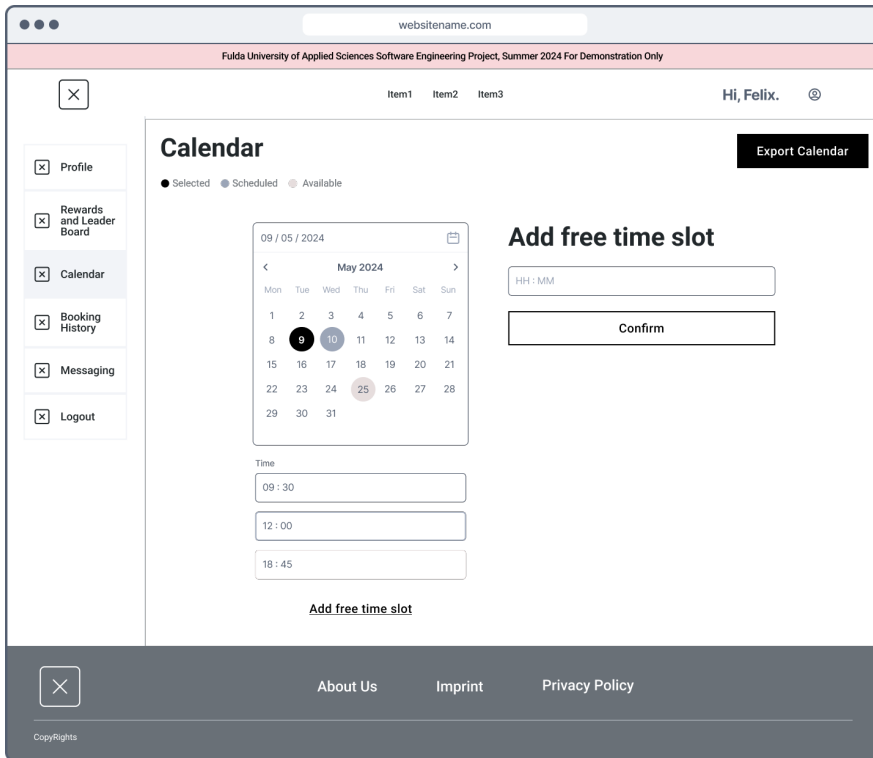 websitename.com
Fulda University of Applied Sciences Software Engineering Project, Summer 2024 For Demonstration Only
Item1 Item2 Item3
Hi, Felix.
Profile
Rewards
and Leader
Board
Calendar
Booking
History
Messaging
Logout
Calendar
Export Calendar
Selected Scheduled Available
09 / 05 / 2024
May 2024
Mon Tue Wed Thu Fri Sat Sun
1 2 3 4 5 6 7
8 9 10 11 12 13 14
15 16 17 18 19 20 21
22 23 24 25 26 27 28
29 30 31
Time
09 : 30
12 : 00
18 : 45
Add free time slot
Add free time slot
HH : MM
Confirm
About Us Imprint Privacy Policy
CopyRights